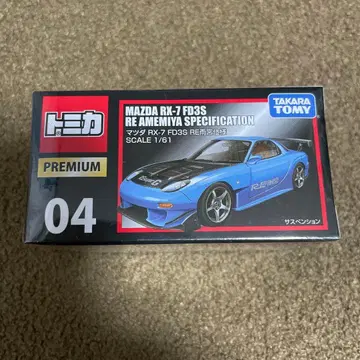 トミカ
PREMIUM
04
MAZDA RX-7 FD3S
RE AMEMIYA SPECIFICATION
マツダ RX-7 FD3S RE雨宮仕様
SCALE 1/61
TAKARA
TOMY
サスペンション